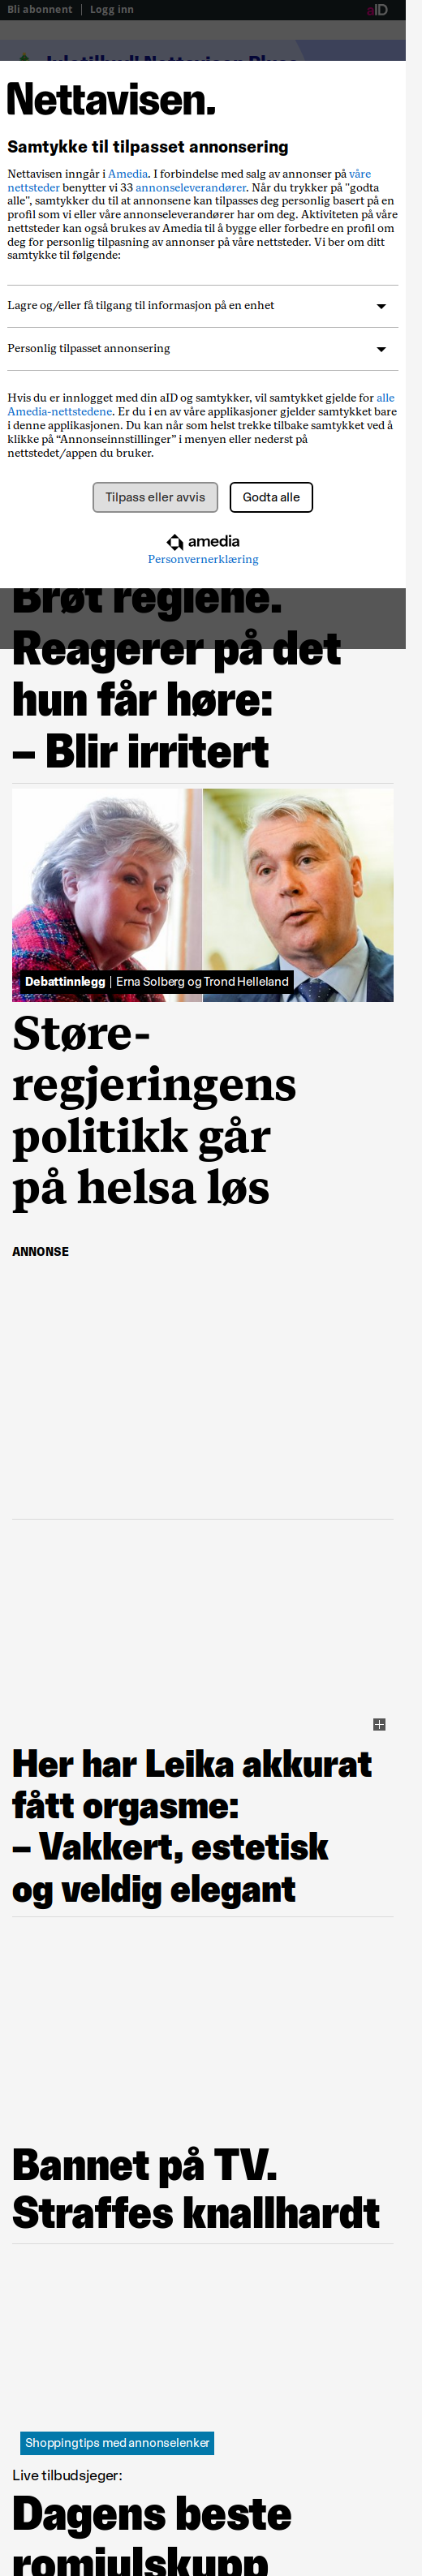 Bli abonnent | Logg inn
aID
Juletilbud! Nettavisen Pluss
Nettavisen.
Samtykke til tilpasset annonsering
Nettavisen inngår i Amedia. I forbindelse med salg av annonser på våre
nettsteder benytter vi 33 annonseleverandører. Når du trykker på "godta
alle", samtykker du til at annonsene kan tilpasses deg personlig basert på en
profil som vi eller våre annonseleverandører har om deg. Aktiviteten på våre
nettsteder kan også brukes av Amedia til å bygge eller forbedre en profil om
deg for personlig tilpasning av annonser på våre nettsteder. Vi ber om ditt
samtykke til følgende:
Lagre og/eller få tilgang til informasjon på en enhet
Personlig tilpasset annonsering
Hvis du er innlogget med din aID og samtykker, vil samtykket gjelde for alle
Amedia-nettstedene. Er du i en av våre applikasjoner gjelder samtykket bare
i denne applikasjonen. Du kan når som helst trekke tilbake samtykket ved å
klikke på “Annonseinnstillinger” i menyen eller nederst på
nettstedet/appen du bruker.
Tilpass eller avvis
Godta alle
amedia
Personvernerklæring
Brøt reglene.
Reagerer på det
hun får høre:
– Blir irritert
Debattinnlegg | Erna Solberg og Trond Helleland
Støre-
regjeringens
politikk går
på helsa løs
ANNONSE
Her har Leika akkurat
fått orgasme:
– Vakkert, estetisk
og veldig elegant
Bannet på TV.
Straffes knallhardt
Shoppingtips med annonselenker
Live tilbudsjeger:
Dagens beste
romjulskupp